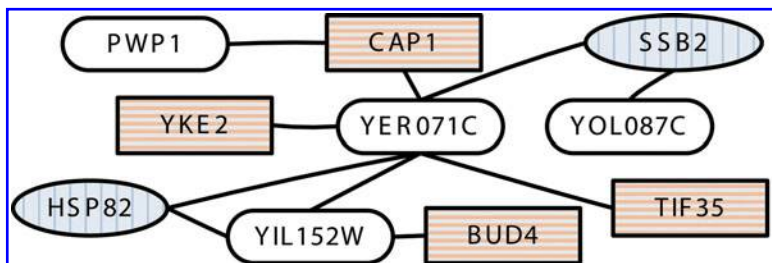 PWP1
CAP1
SSB2
YKE2
YER071C
YOL087C
HSP82
YIL152W
BUD4
TIF35